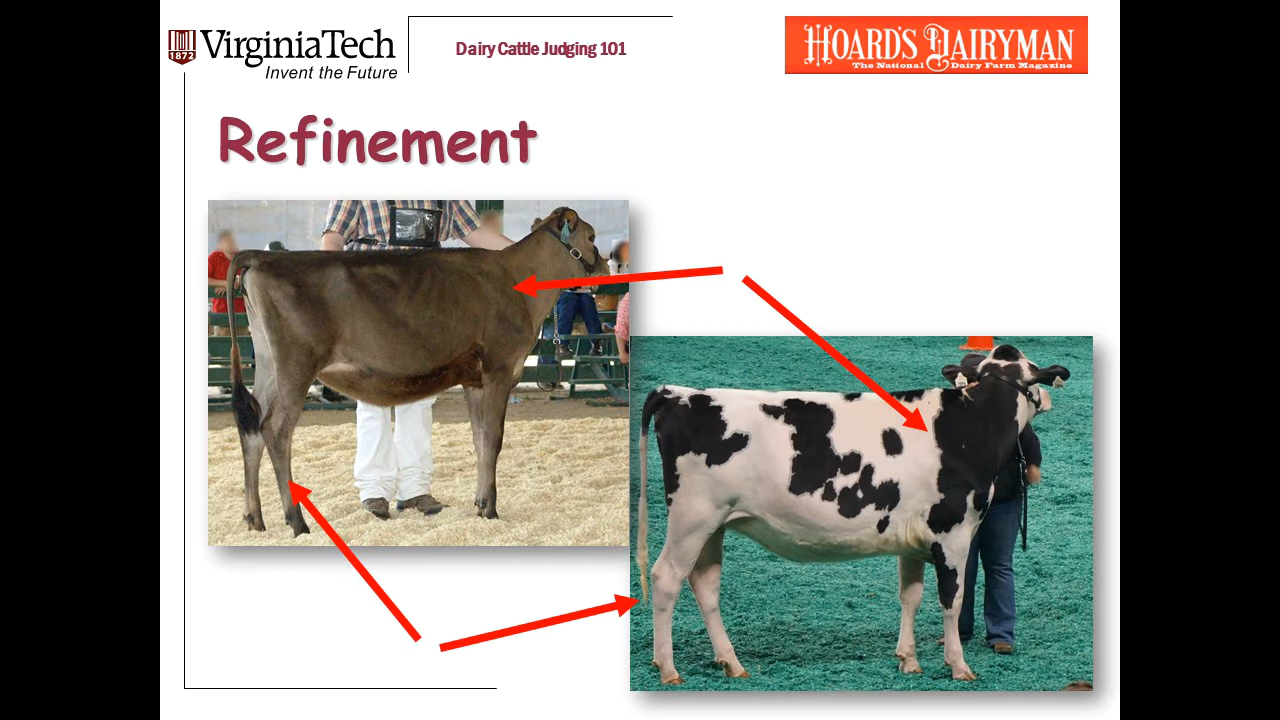 1872
VirginiaTech
Invent the Future
Dairy Cattle Judging 101
HOARD'S DAIRYMAN
The National Dairy Farm Magazine
Refinement